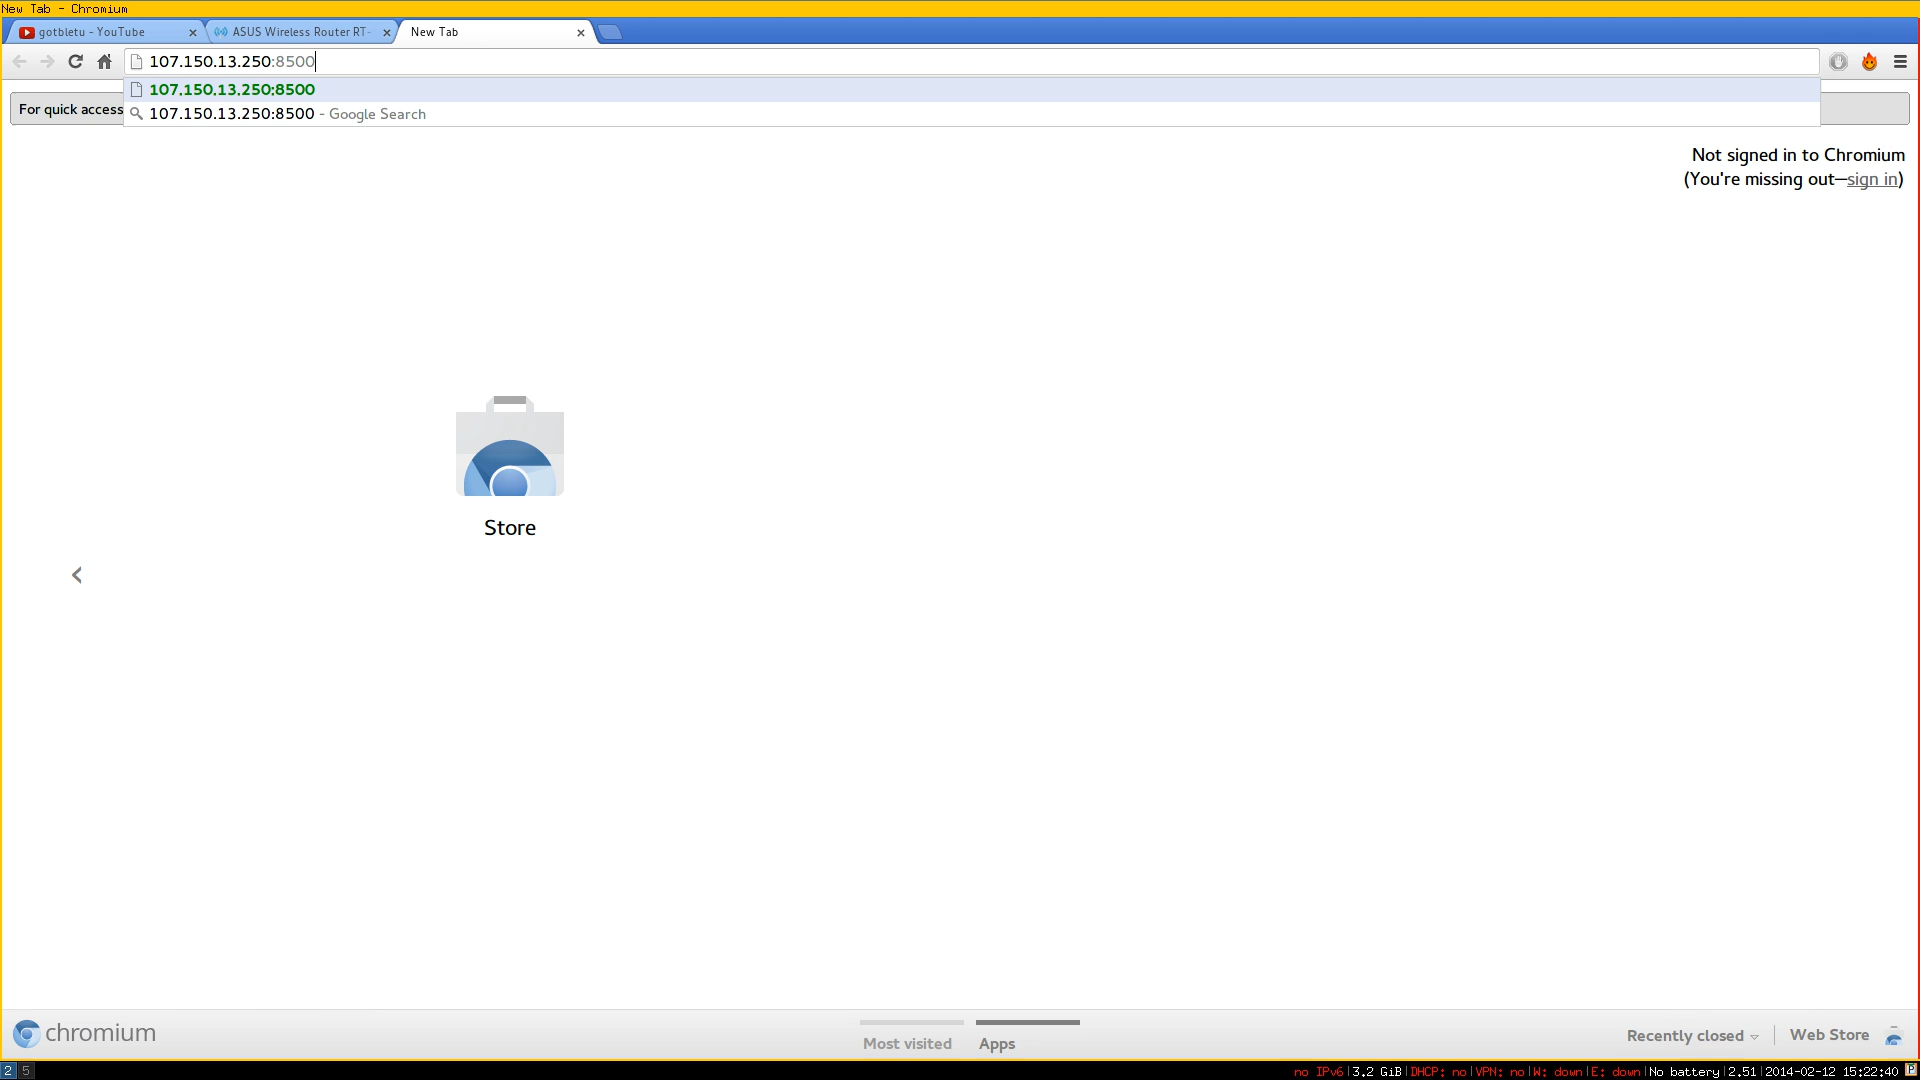 New Tab - Chromium
gotbletu - YouTube
ASUS Wireless Router RT-
New Tab
107.150.13.250:8500
107.150.13.250:8500
For quick access
107.150.13.250:8500 - Google Search
Not signed in to Chromium
(You're missing out—sign in)
Store
chromium
Most visited
Apps
Recently closed
Web Store
2 5
no IPv6|3.2 GiB|DHCP: no|VPN: no|W: down|E: down|No battery|2.51|2014-02-12 15:22:40 P